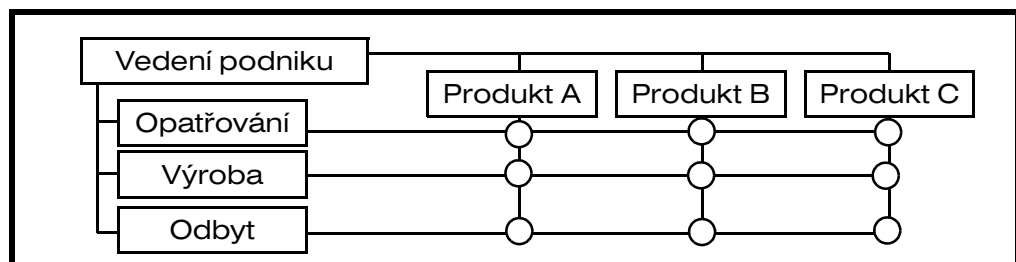 Vedení podniku
Produkt A
Produkt B
Produkt C
Opatřování
Výroba
Odbyt